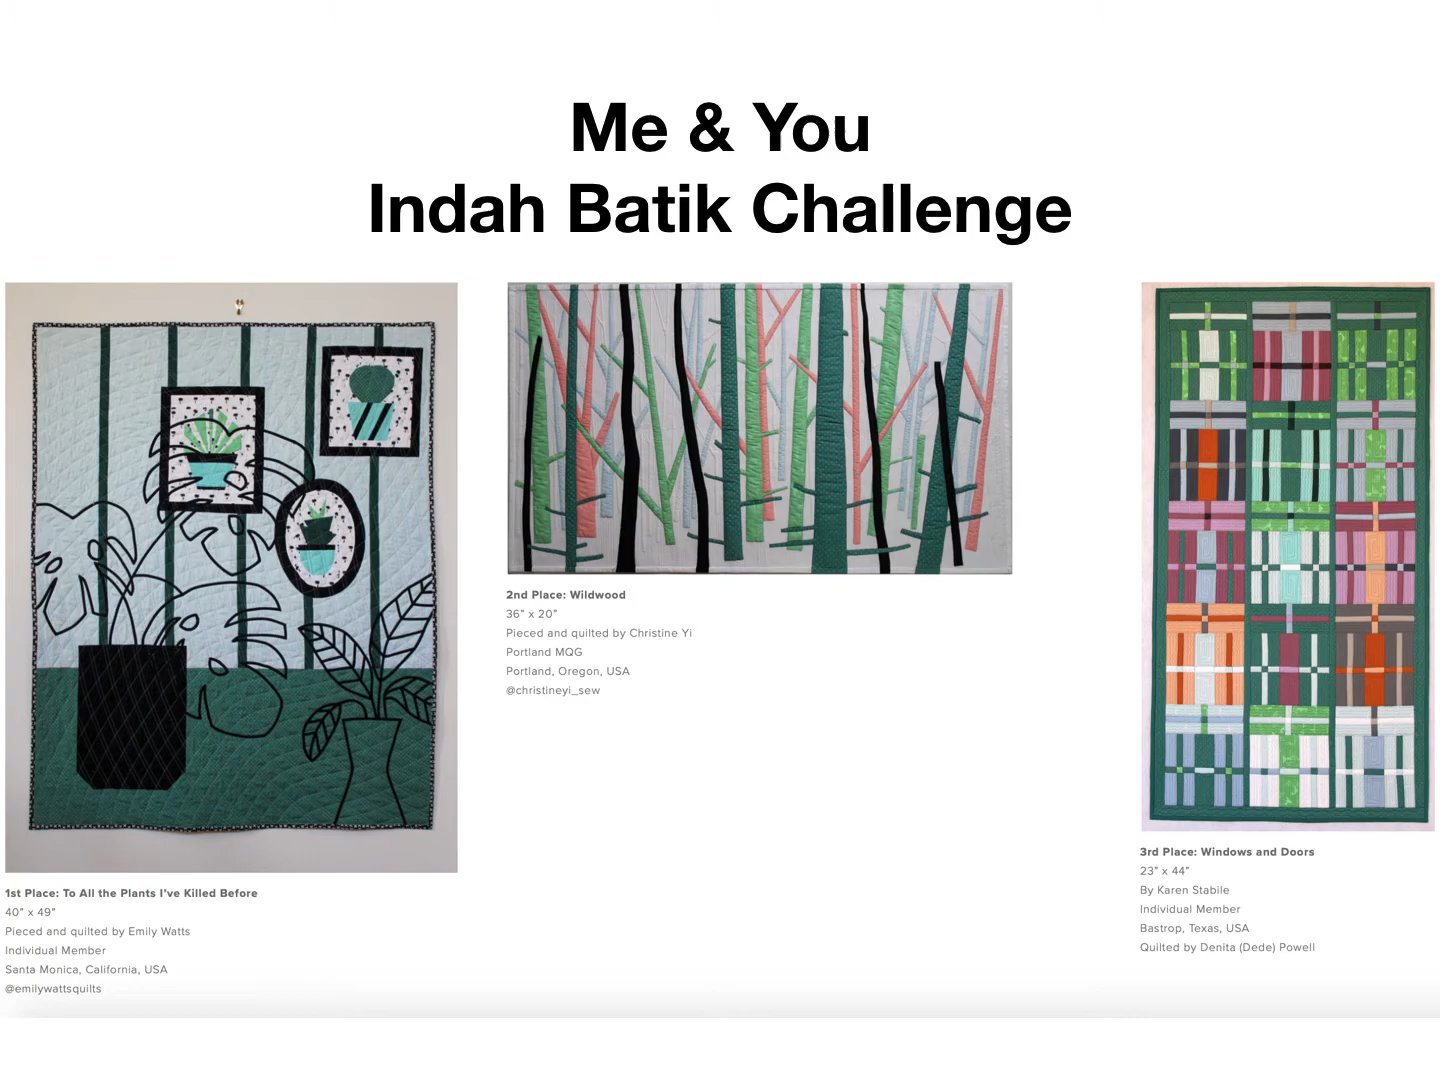 Me & You
Indah Batik Challenge
1st Place: To All the Plants I've Killed Before
40” x 49”
Pieced and quilted by Emily Watts
Individual Member
Santa Monica, California, USA
@emilywattsquilts
2nd Place: Wildwood
36” x 20”
Pieced and quilted by Christine Yi
Portland MQG
Portland, Oregon, USA
@christineyi_sew
3rd Place: Windows and Doors
23” x 44”
By Karen Stabile
Individual Member
Bastrop, Texas, USA
Quilted by Denita (Dede) Powell